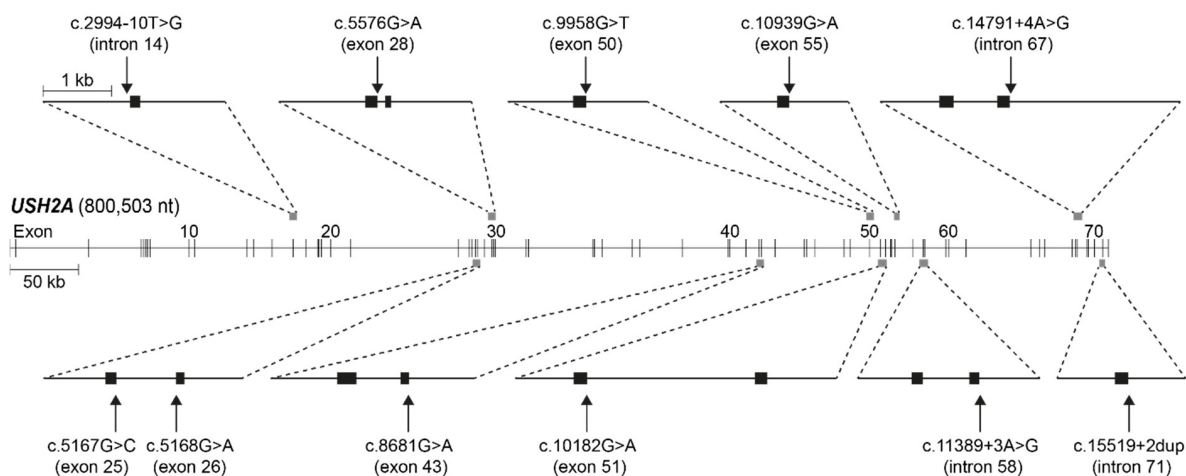 c.2994-10T>G
(intron 14)
c.5576G>A
(exon 28)
c.9958G>T
(exon 50)
c.10939G>A
(exon 55)
c.14791+4A>G
(intron 67)
1 kb
USH2A (800,503 nt)
Exon 10 20 30 40 50 60 70
50 kb
c.5167G>C
(exon 25)
c.5168G>A
(exon 26)
c.8681G>A
(exon 43)
c.10182G>A
(exon 51)
c.11389+3A>G
(intron 58)
c.15519+2dup
(intron 71)